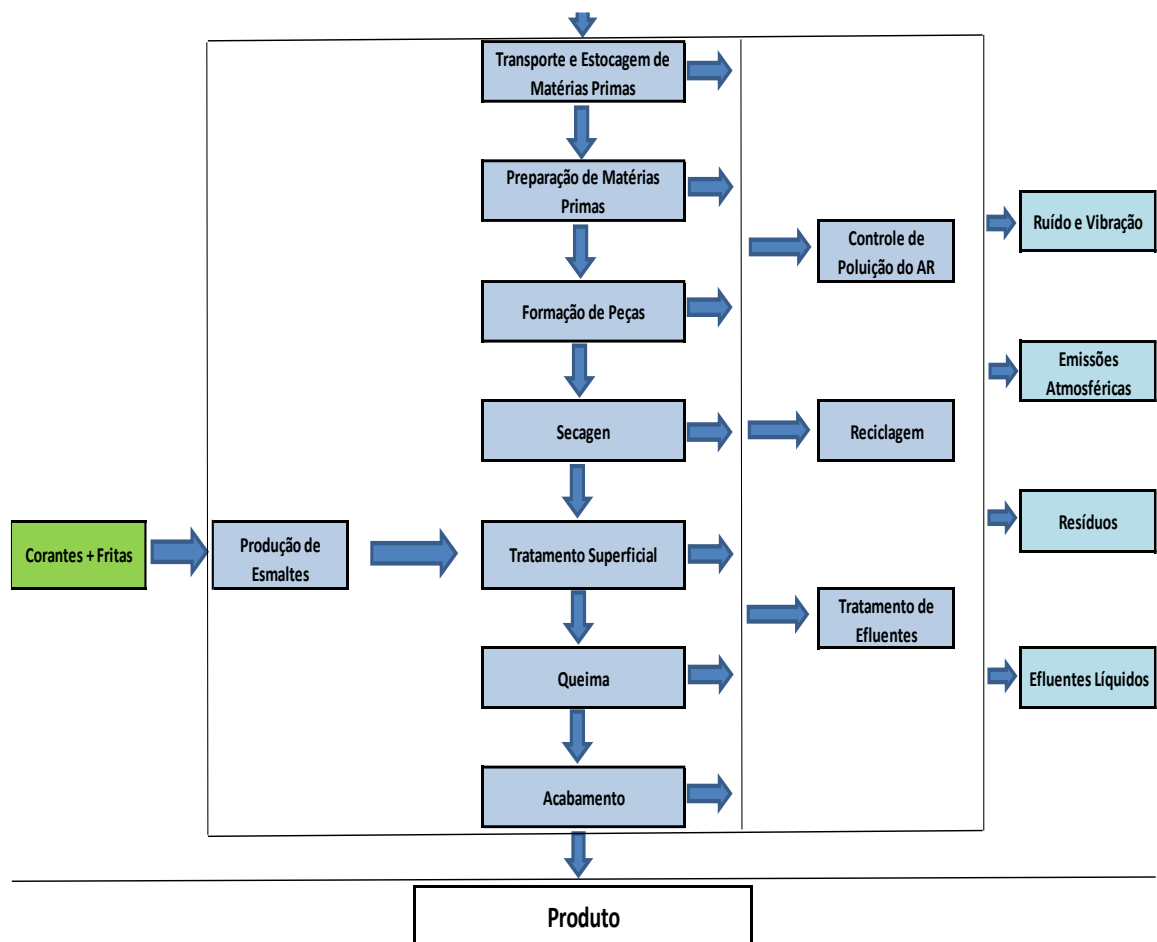 Transporte e Estocagem de
Matérias Primas
Preparação de Matérias
Primas
Formação de Peças
Secagen
Corantes + Fritas
Produção de
Esmaltes
Tratamento Superficial
Queima
Acabamento
Controle de
Poluição do AR
Reciclagem
Tratamento de
Efluentes
Ruído e Vibração
Emissões
Atmosféricas
Resíduos
Efluentes Líquidos
Produto